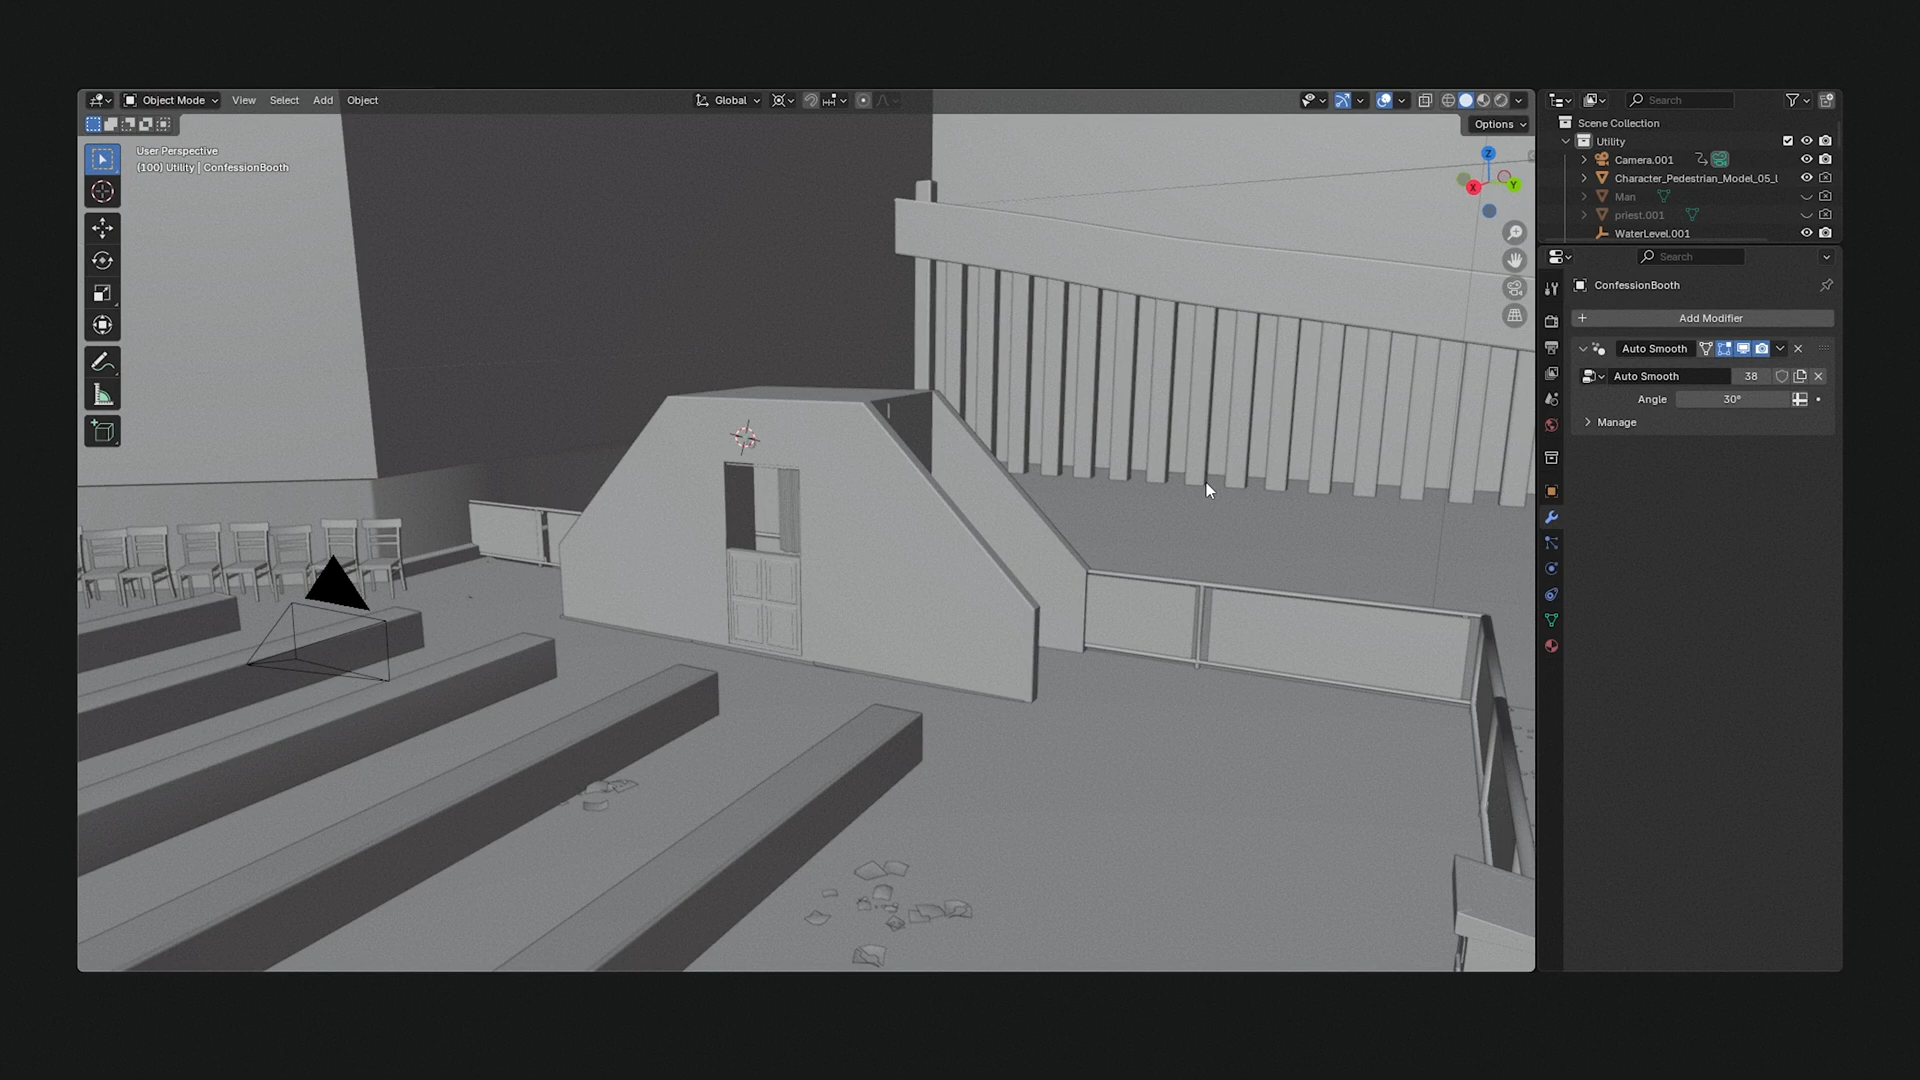 Object Mode View Select Add Object Global
Search
Options
Scene Collection
User Perspective
(100) Utility | ConfessionBooth
Utility
Camera.001
Character_Pedestrian_Model_05_l
Man
priest.001
WaterLevel.001
Z
X Y
Search
ConfessionBooth
+ Add Modifier
Auto Smooth
Auto Smooth 38
Angle 30°
Manage